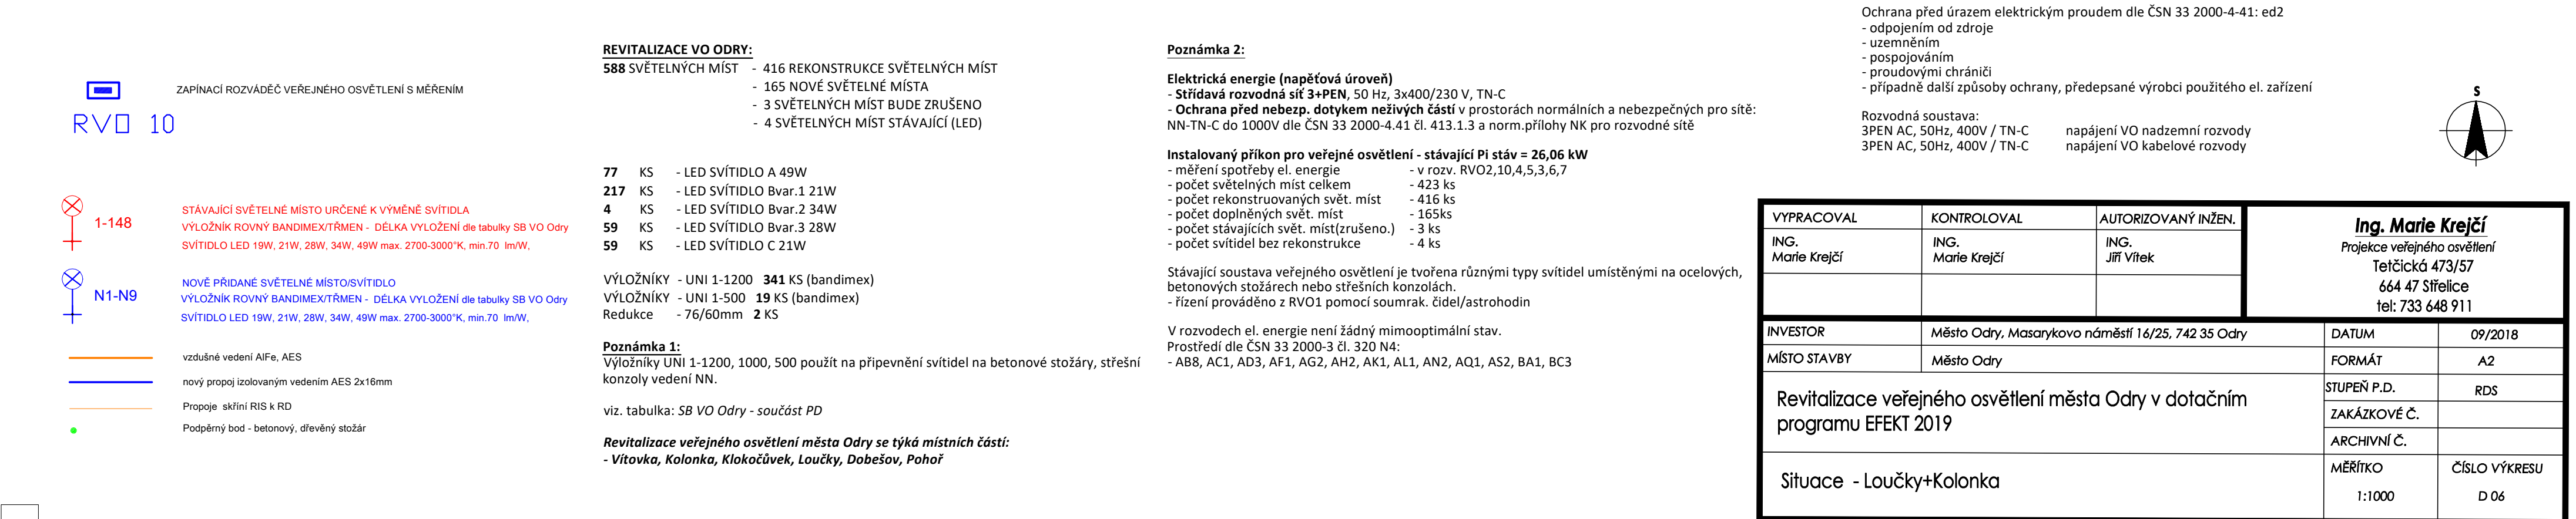 ZAPÍNACÍ ROZVÁDĚČ VEŘEJNÉHO OSVĚTLENÍ S MĚŘENÍM
RVO 10
1-148
STÁVAJÍCÍ SVĚTELNÉ MÍSTO URČENÉ K VÝMĚNĚ SVÍTIDLA
VÝLOŽNÍK ROVNÝ BANDIMEX/TŘMEN - DÉLKA VYLOŽENÍ dle tabulky SB VO Odry
SVÍTIDLO LED 19W, 21W, 28W, 34W, 49W max. 2700-3000°K, min.70 lm/W,
N1-N9
NOVĚ PŘIDANÉ SVĚTELNÉ MÍSTO/SVÍTIDLO
VÝLOŽNÍK ROVNÝ BANDIMEX/TŘMEN - DÉLKA VYLOŽENÍ dle tabulky SB VO Odry
SVÍTIDLO LED 19W, 21W, 28W, 34W, 49W max. 2700-3000°K, min.70 lm/W,
vzdušné vedení AlFe, AES
nový propoj izolovaným vedením AES 2x16mm
Propoje skříní RIS k RD
Podpěrný bod - betonový, dřevěný stožár
REVITALIZACE VO ODRY:
588 SVĚTELNÝCH MÍST - 416 REKONSTRUKCE SVĚTELNÝCH MÍST
- 165 NOVÉ SVĚTELNÉ MÍSTA
- 3 SVĚTELNÝCH MÍST BUDE ZRUŠENO
- 4 SVĚTELNÝCH MÍST STÁVAJÍCÍ (LED)
77 KS - LED SVÍTIDLO A 49W
217 KS - LED SVÍTIDLO Bvar.1 21W
4 KS - LED SVÍTIDLO Bvar.2 34W
59 KS - LED SVÍTIDLO Bvar.3 28W
59 KS - LED SVÍTIDLO C 21W
VÝLOŽNÍKY - UNI 1-1200 341 KS (bandimex)
VÝLOŽNÍKY - UNI 1-500 19 KS (bandimex)
Redukce - 76/60mm 2 KS
Poznámka 1:
Výložníky UNI 1-1200, 1000, 500 použít na připevnění svítidel na betonové stožáry, střešní
konzoly vedení NN.
viz. tabulka: SB VO Odry - součást PD
Revitalizace veřejného osvětlení města Odry se týká místních částí:
- Vítovka, Kolonka, Klokočůvek, Loučky, Dobešov, Pohoř
Poznámka 2:
Elektrická energie (napěťová úroveň)
- Střídavá rozvodná síť 3+PEN, 50 Hz, 3x400/230 V, TN-C
- Ochrana před nebezp. dotykem neživých částí v prostorách normálních a nebezpečných pro sítě:
NN-TN-C do 1000V dle ČSN 33 2000-4.41 čl. 413.1.3 a norm.přílohy NK pro rozvodné sítě
Instalovaný příkon pro veřejné osvětlení - stávající Pi stáv = 26,06 kW
- měření spotřeby el. energie - v rozv. RVO2,10,4,5,3,6,7
- počet světelných míst celkem - 423 ks
- počet rekonstruovaných svět. míst - 416 ks
- počet doplněných svět. míst - 165ks
- počet stávajících svět. míst(zrušeno.) - 3 ks
- počet svítidel bez rekonstrukce - 4 ks
Stávající soustava veřejného osvětlení je tvořena různými typy svítidel umístěnými na ocelových,
betonových stožárech nebo střešních konzolách.
- řízení prováděno z RVO1 pomocí soumrak. čidel/astrohodin
V rozvodech el. energie není žádný mimooptimální stav.
Prostředí dle ČSN 33 2000-3 čl. 320 N4:
- AB8, AC1, AD3, AF1, AG2, AH2, AK1, AL1, AN2, AQ1, AS2, BA1, BC3
Ochrana před úrazem elektrickým proudem dle ČSN 33 2000-4-41: ed2
- odpojením od zdroje
- uzemněním
- pospojováním
- proudovými chrániči
- případně další způsoby ochrany, předepsané výrobci použitého el. zařízení
Rozvodná soustava:
3PEN AC, 50Hz, 400V / TN-C napájení VO nadzemní rozvody
3PEN AC, 50Hz, 400V / TN-C napájení VO kabelové rozvody
S
VYPRACOVAL KONTROLOVAL AUTORIZOVANÝ INŽEN.
ING. ING. ING.
Marie Krejčí Marie Krejčí Jiří Vítek
Ing. Marie Krejčí
Projekce veřejného osvětlení
Tetčická 473/57
664 47 Střelice
tel: 733 648 911
INVESTOR Město Odry, Masarykovo náměstí 16/25, 742 35 Odry DATUM 09/2018
MÍSTO STAVBY Město Odry FORMÁT A2
Revitalizace veřejného osvětlení města Odry v dotačním
programu EFEKT 2019
STUPEŇ P.D. RDS
ZAKÁZKOVÉ Č.
ARCHIVNÍ Č.
Situace - Loučky+Kolonka
MĚŘÍTKO ČÍSLO VÝKRESU
1:1000 D 06